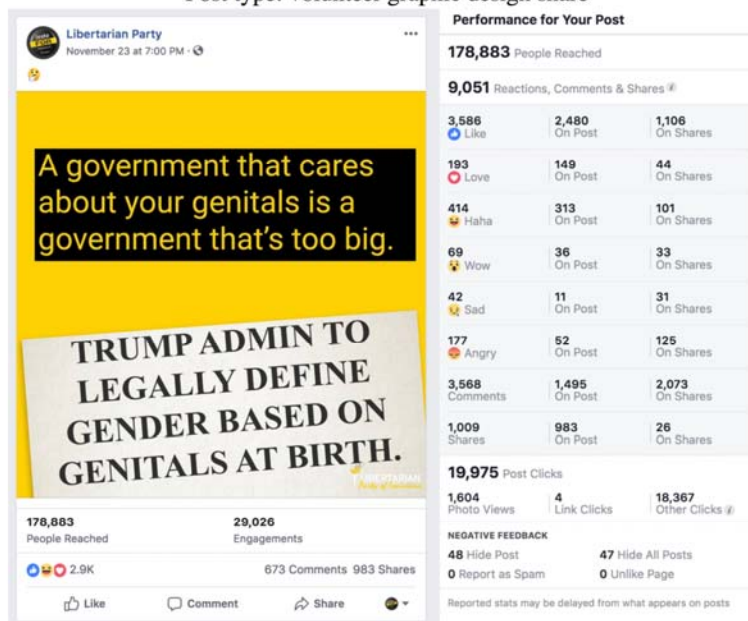 Post type: Volunteer graphic design share
Libertarian Party
November 23 at 7:00 PM ·
A government that cares
about your genitals is a
government that's too big.
TRUMP ADMIN TO
LEGALLY DEFINE
GENDER BASED ON
GENITALS AT BIRTH.
LIBERTARIAN
178,883
People Reached
29,026
Engagements
2.9K
673 Comments 983 Shares
Like
Comment
Share
Performance for Your Post
178,883 People Reached
9,051 Reactions, Comments & Shares
3,586 2,480 1,106
Like On Post On Shares
193 149 44
Love On Post On Shares
414 313 101
Haha On Post On Shares
69 36 33
Wow On Post On Shares
42 11 31
Sad On Post On Shares
177 52 125
Angry On Post On Shares
3,568 1,495 2,073
Comments On Post On Shares
1,009 983 26
Shares On Post On Shares
19,975 Post Clicks
1,604 4 18,367
Photo Views Link Clicks Other Clicks
NEGATIVE FEEDBACK
48 Hide Post 47 Hide All Posts
0 Report as Spam 0 Unlike Page
Reported stats may be delayed from what appears on posts